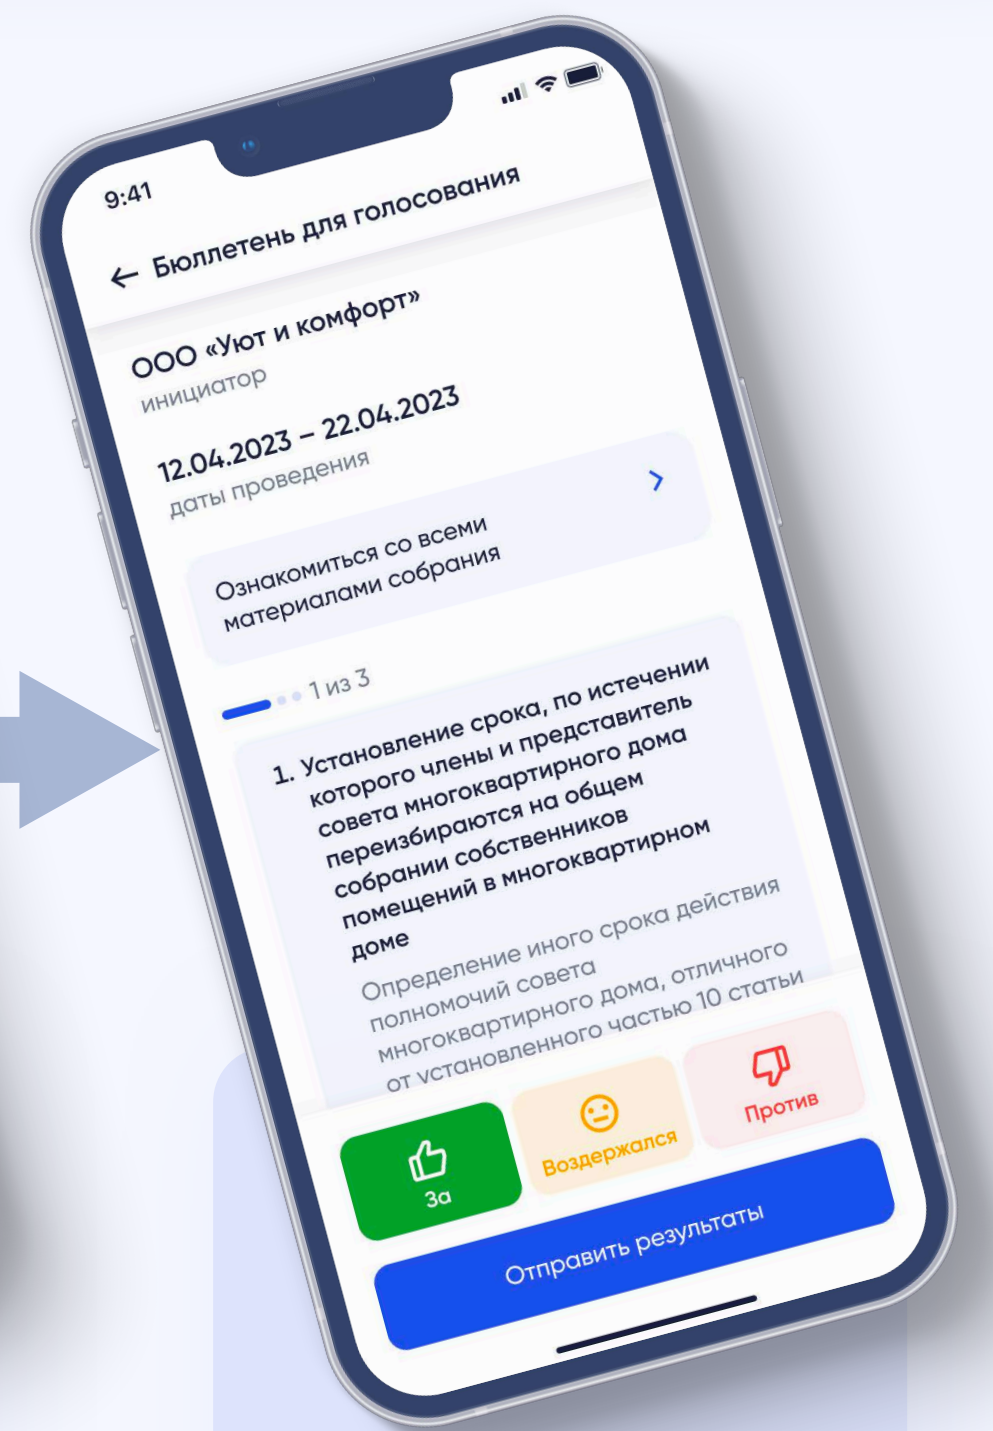 9:41
Бюллетень для голосования
ООО «Уют и комфорт»
инициатор
12.04.2023 – 22.04.2023
даты проведения
Ознакомиться со всеми
материалами собрания
1 из 3
1. Установление срока, по истечении
которого члены и представитель
совета многоквартирного дома
переизбираются на общем
собрании собственников
помещений в многоквартирном
доме
Определение иного срока действия
полномочий совета
многоквартирного дома, отличного
от установленного частью 10 статьи
За
Воздержался
Против
Отправить результаты